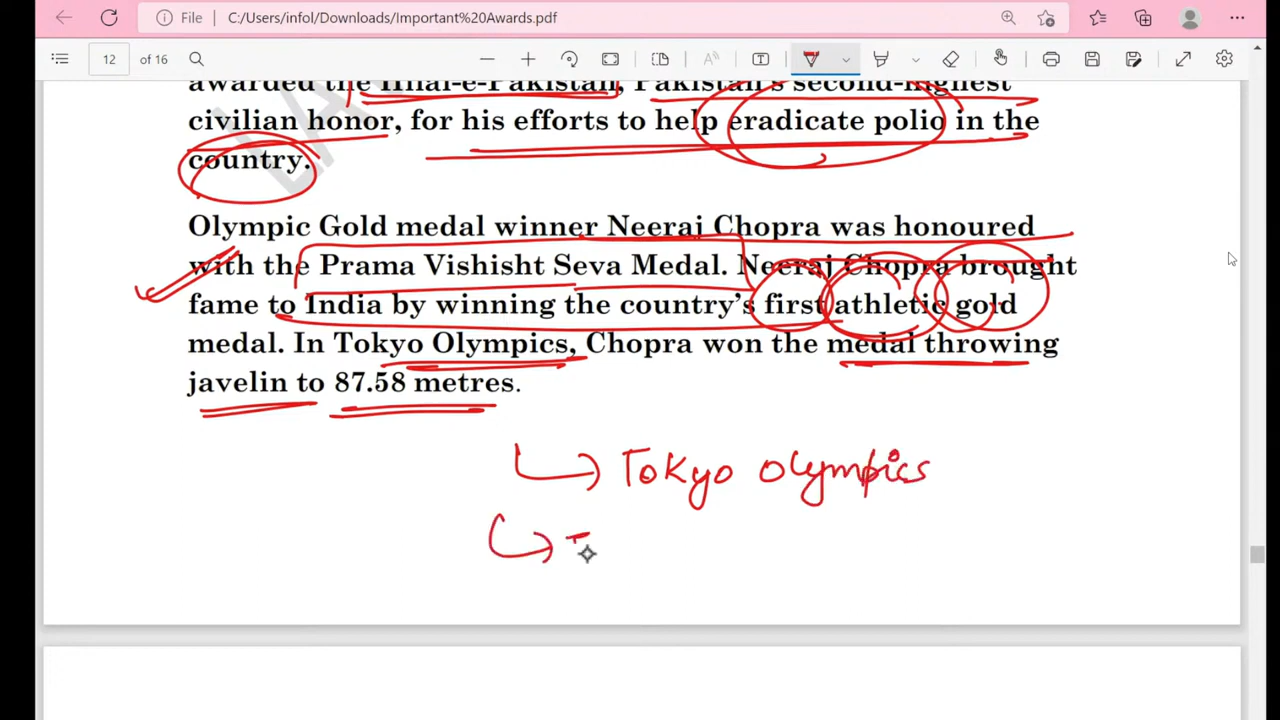 File C:/Users/infol/Downloads/Important%20Awards.pdf
12 of 16
awarded the Hilal-e-Pakistan, Pakistan's second-highest
civilian honor, for his efforts to help eradicate polio in the
country.
Olympic Gold medal winner Neeraj Chopra was honoured
with the Prama Vishisht Seva Medal. Neeraj Chopra brought
fame to India by winning the country's first athletic gold
medal. In Tokyo Olympics, Chopra won the medal throwing
javelin to 87.58 metres.
Tokyo Olympics